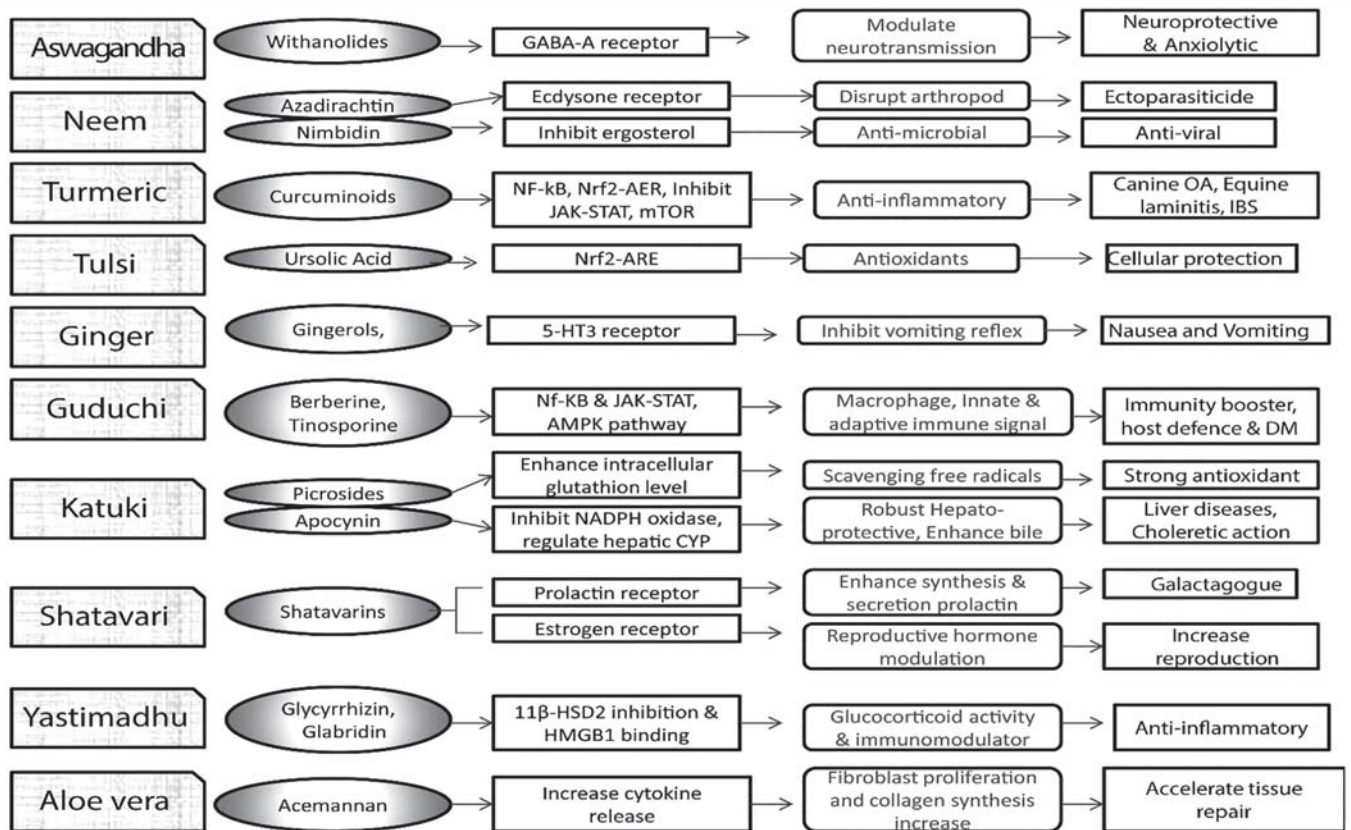 Aswagandha
Withanolides
GABA-A receptor
Modulate
neurotransmission
Neuroprotective
& Anxiolytic
Neem
Azadirachtin
Ecdysone receptor
Disrupt arthropod
Ectoparasiticide
Nimbidin
Inhibit ergosterol
Anti-microbial
Anti-viral
Turmeric
Curcuminoids
NF-kB, Nrf2-AER, Inhibit
JAK-STAT, mTOR
Anti-inflammatory
Canine OA, Equine
laminitis, IBS
Tulsi
Ursolic Acid
Nrf2-ARE
Antioxidants
Cellular protection
Ginger
Gingerols,
5-HT3 receptor
Inhibit vomiting reflex
Nausea and Vomiting
Guduchi
Berberine,
Tinosporine
Nf-KB & JAK-STAT,
AMPK pathway
Macrophage, Innate &
adaptive immune signal
Immunity booster,
host defence & DM
Katuki
Picrosides
Enhance intracellular
glutathion level
Scavenging free radicals
Strong antioxidant
Apocynin
Inhibit NADPH oxidase,
regulate hepatic CYP
Robust Hepato-
protective, Enhance bile
Liver diseases,
Choleretic action
Shatavari
Shatavarins
Prolactin receptor
Enhance synthesis &
secretion prolactin
Galactagogue
Estrogen receptor
Reproductive hormone
modulation
Increase
reproduction
Yastimadhu
Glycyrrhizin,
Glabridin
11β-HSD2 inhibition &
HMGB1 binding
Glucocorticoid activity
& immunomodulator
Anti-inflammatory
Aloe vera
Acemannan
Increase cytokine
release
Fibroblast proliferation
and collagen synthesis
increase
Accelerate tissue
repair